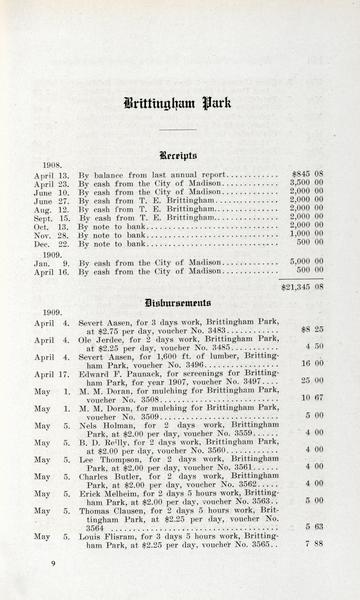 Brittingham Park
Receipts
1908.
April 13. By balance from last annual report............ $845 08
April 23. By cash from the City of Madison............. 3,500 00
June 10. By cash from the City of Madison............. 2,000 00
June 27. By cash from T. E. Brittingham............... 2,000 00
Aug. 12. By cash from T. E. Brittingham............... 2,000 00
Sept. 15. By cash from T. E. Brittingham............... 2,000 00
Oct. 13. By note to bank............................. 2,000 00
Nov. 28. By note to bank............................. 1,000 00
Dec. 22. By note to bank............................. 500 00
1909.
Jan. 9. By cash from City of Madison............. 5,000 00
April 16. By cash from City of Madison............. 500 00
$21,345 08
Disbursements
1909.
April 4. Severt Aasen, for 3 days work, Brittingham Park,
at $2.75 per day, voucher No. 3483............ $8 25
April 4. Ole Jerdee, for 2 days work, Brittingham Park,
at $2.25 per day, voucher No. 3485........... 4 50
April 4. Severt Aasen, for 1,600 ft. of lumber, Britting-
ham Park, voucher No. 3496................. 16 00
April 17. Edward F. Paunack, for screenings for Britting-
ham Park, for year 1907, voucher No. 3497.... 25 00
May 1. M. M. Doran, for mulching for Brittingham Park,
voucher No. 3508............................ 10 67
May 1. M. M. Doran, for mulching for Brittingham Park,
voucher No. 3509............................ 5 00
May 5. Nels Holman, for 2 days work, Brittingham
Park, at $2.00 per day, voucher No. 3559..... 4 00
May 5. B. D. Reilly, for 2 days work, Brittingham
Park, at $2.00 per day, voucher No. 3560..... 4 00
May 5. Lee Thompson, for 2 days work, Brittingham
Park, at $2.00 per day, voucher No. 3561..... 4 00
May 5. Charles Butler, for 2 days work, Brittingham
Park, at $2.00 per day, voucher No. 3562..... 4 00
May 5. Erick Melheim, for 2 days 5 hours work, Britting-
ham Park, at $2.00 per day, voucher No. 3563.. 5 00
May 5. Thomas Clausen, for 2 days 5 hours work, Brit-
tingham Park, at $2.25 per day, voucher No.
3564 ........................................ 5 63
May 5. Louis Flisram, for 3 days 5 hours work, Britting-
ham Park, at $2.25 per day, voucher No. 3565.. 7 88
9